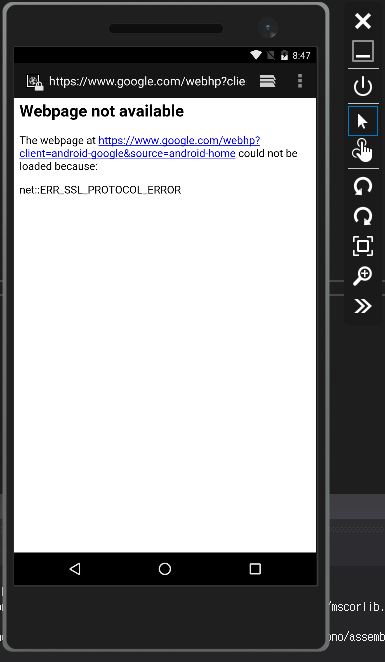 8:47
https://www.google.com/webhp?clie
Webpage not available
The webpage at https://www.google.com/webhp?
client=android-google&source=android-home could not be
loaded because:
net::ERR_SSL_PROTOCOL_ERROR
/mscorlib.
ono/assemb